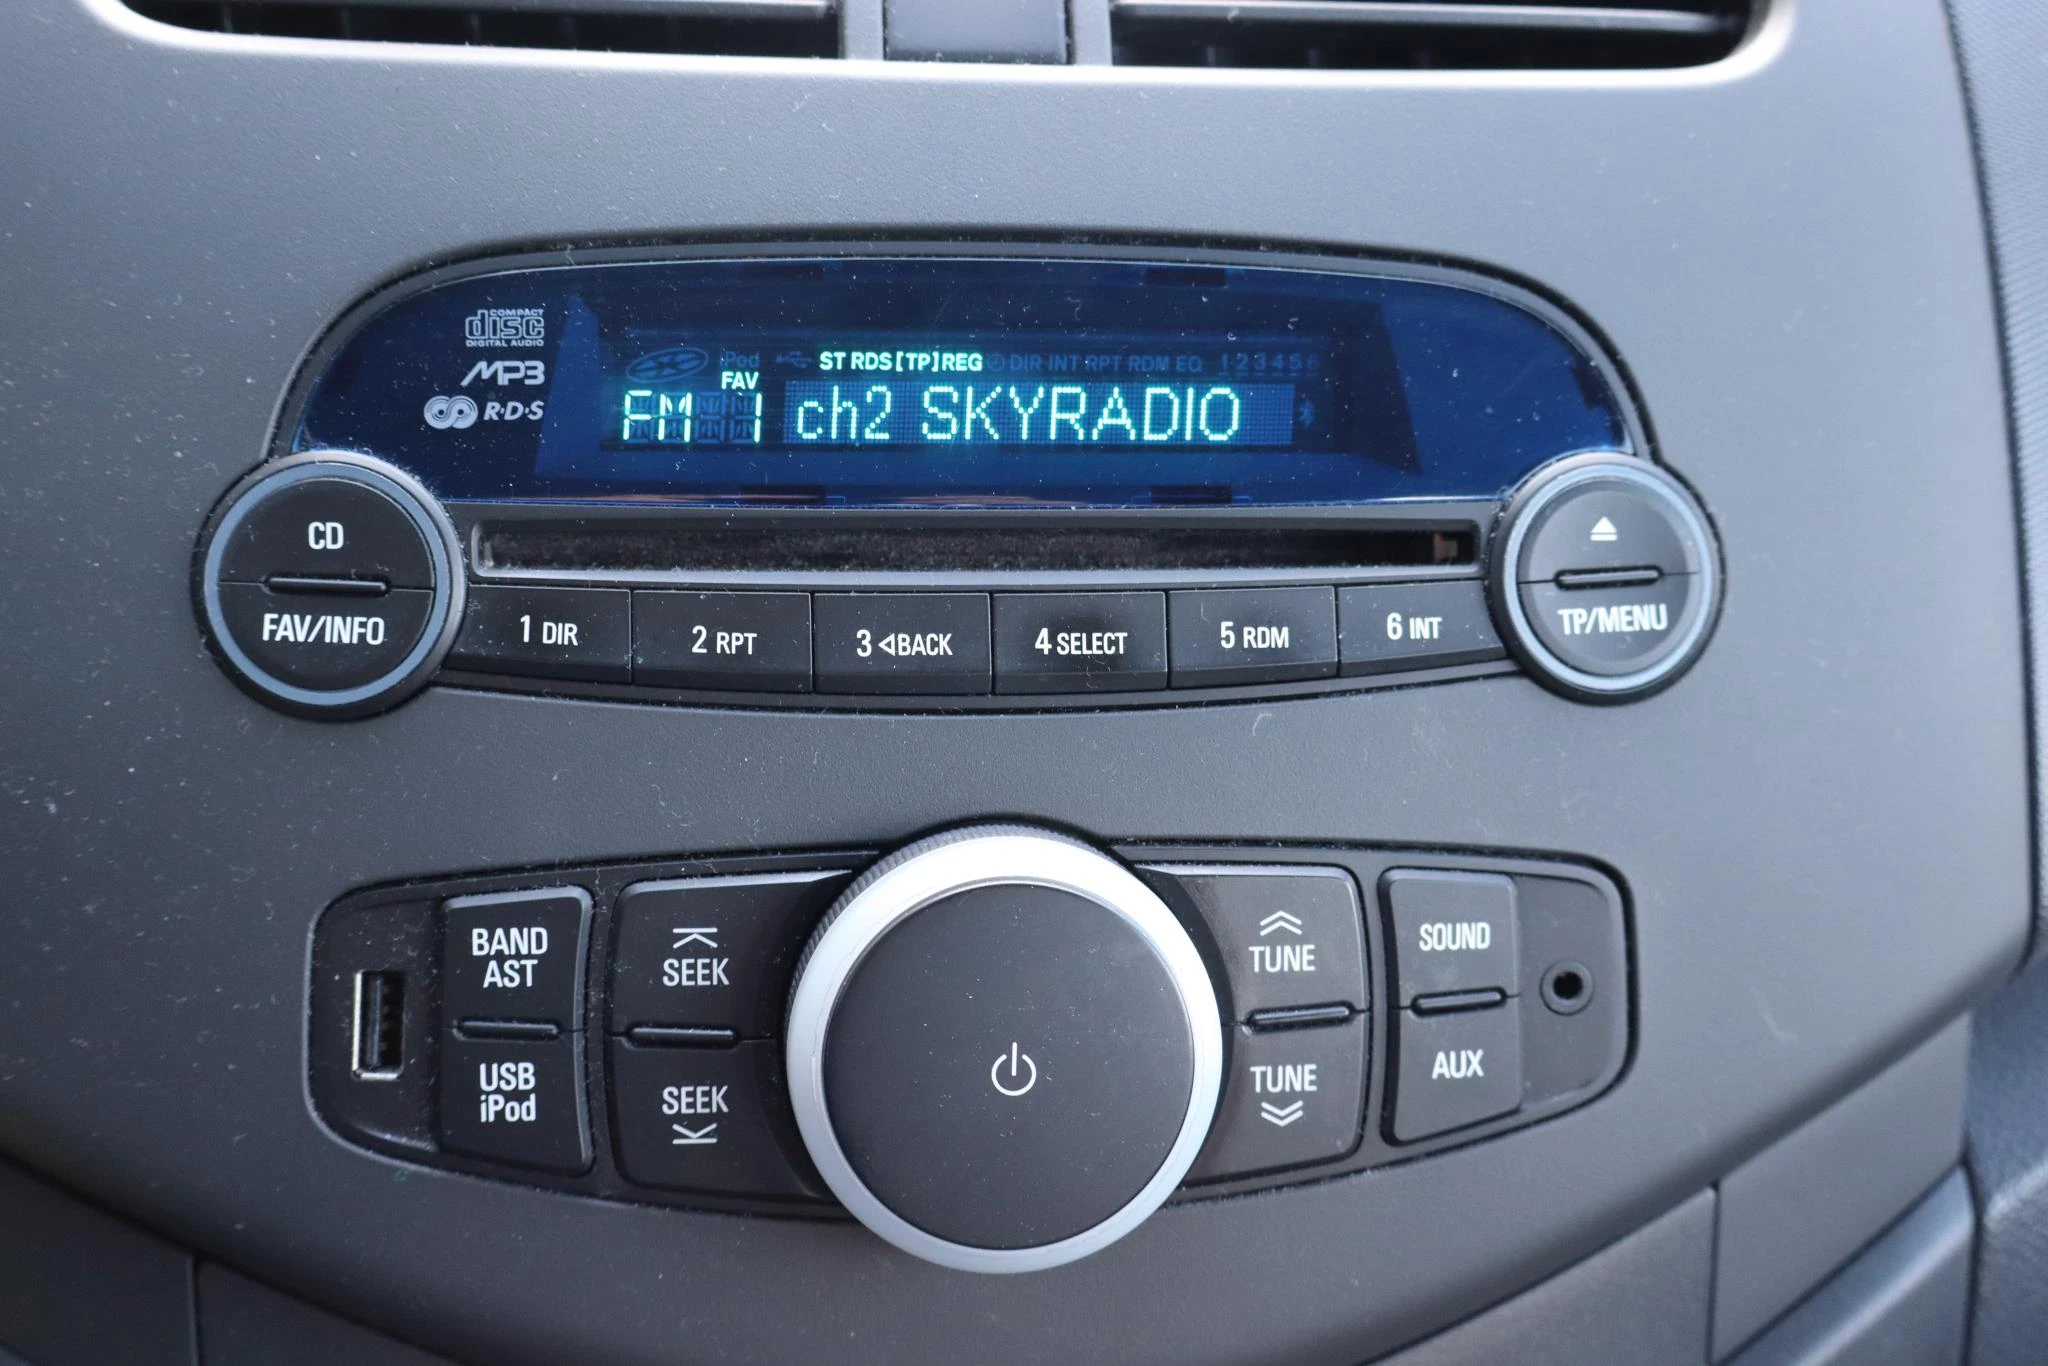 COMPACT
disc
DIGITAL AUDIO
MP3
R·D·S
iPod ST RDS [TP] REG DIR INT RPT RDM EQ 1 2 3 4 5 6
FAV
FM 1 ch2 SKYRADIO
CD
FAV/INFO
1 DIR
2 RPT
3 ◁BACK
4 SELECT
5 RDM
6 INT
TP/MENU
BAND
AST
USB
iPod
SEEK
SEEK
TUNE
TUNE
SOUND
AUX